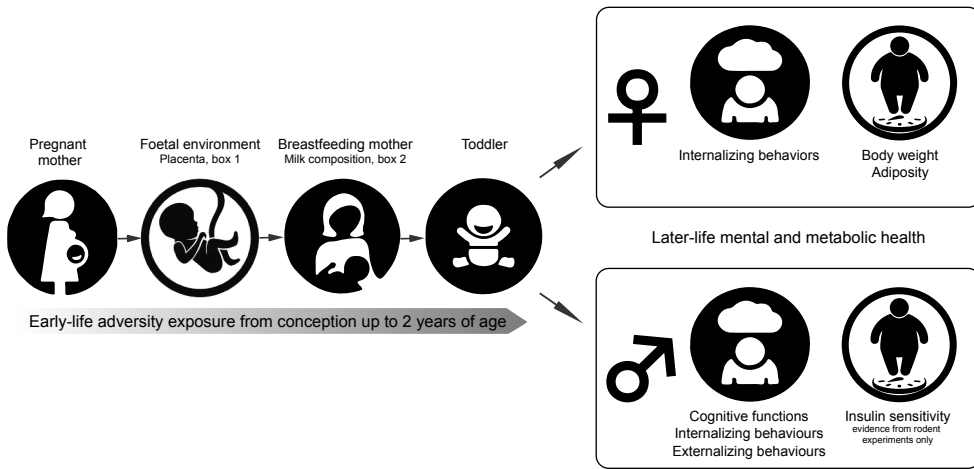 Pregnant
mother
Foetal environment
Placenta, box 1
Breastfeeding mother
Milk composition, box 2
Toddler
Early-life adversity exposure from conception up to 2 years of age
Internalizing behaviors
Body weight
Adiposity
Later-life mental and metabolic health
Cognitive functions
Internalizing behaviours
Externalizing behaviours
Insulin sensitivity
evidence from rodent
experiments only